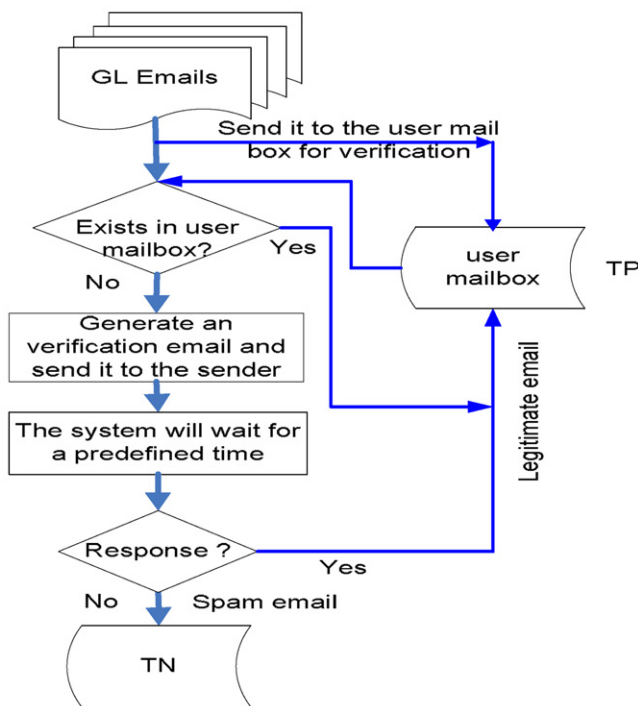 GL Emails
Send it to the user mail
box for verification
Exists in user
mailbox?
Yes
user
mailbox
TP
No
Generate an
verification email and
send it to the sender
Legitimate email
The system will wait for
a predefined time
Response ?
Yes
No
Spam email
TN